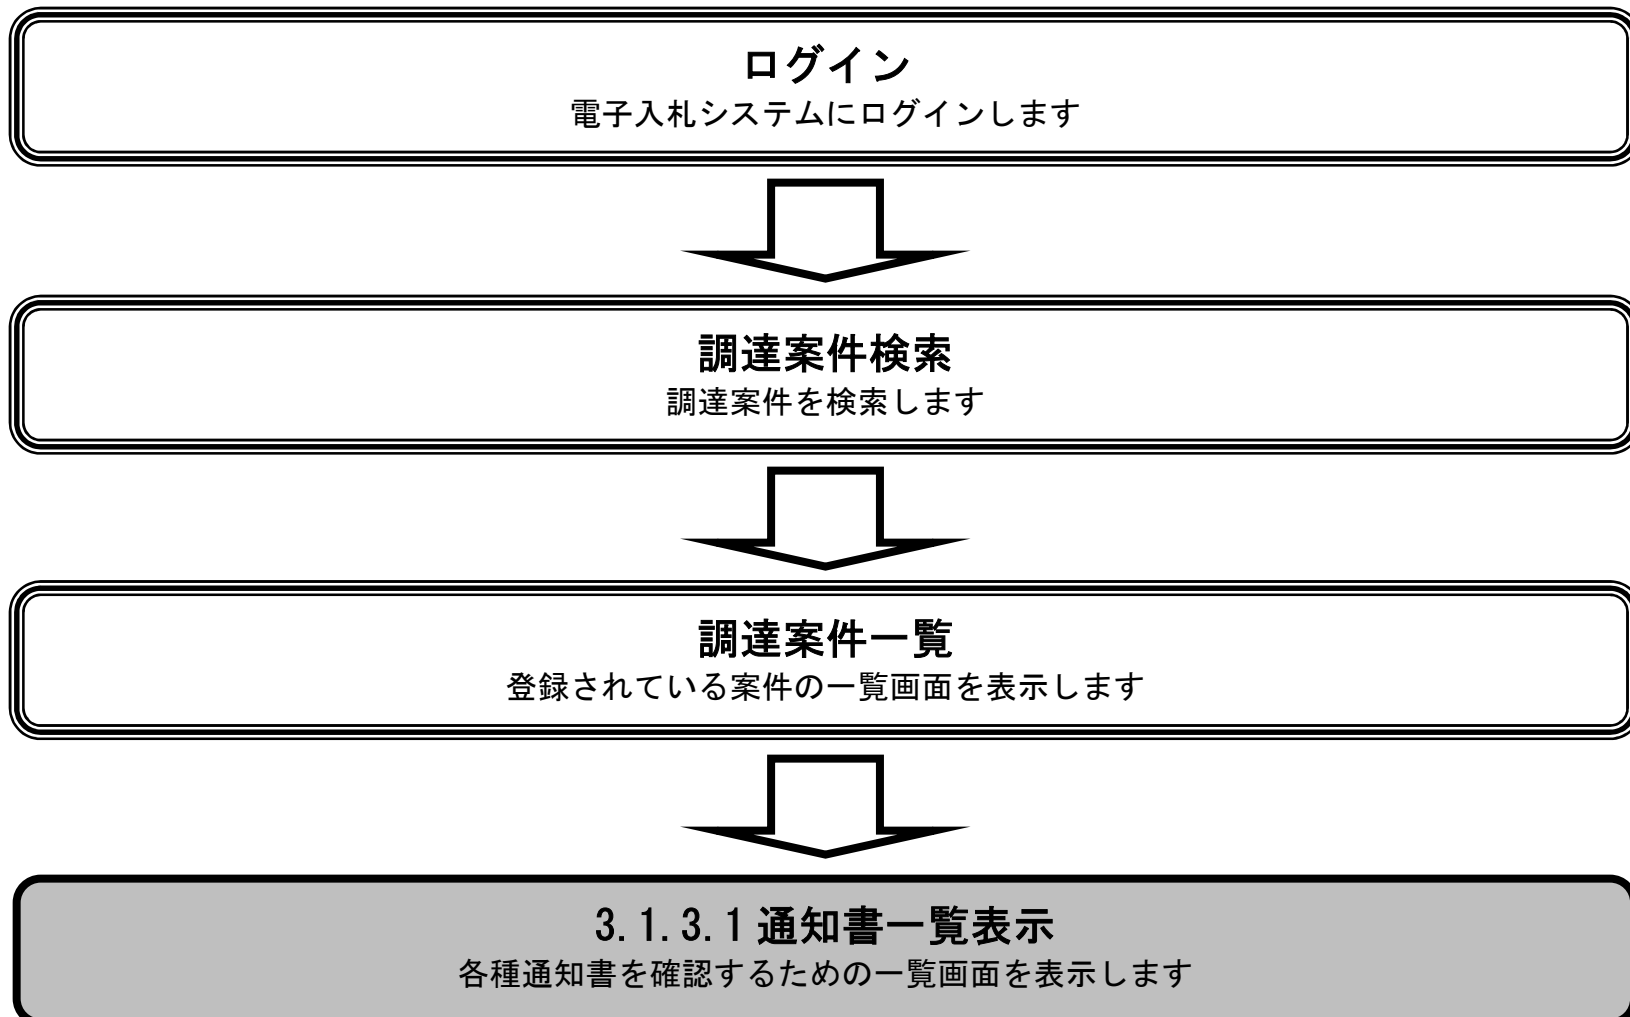 ログイン
電子入札システムにログインします
調達案件検索
調達案件を検索します
調達案件一覧
登録されている案件の一覧画面を表示します
3.1.3.1 通知書一覧表示
各種通知書を確認するための一覧画面を表示します